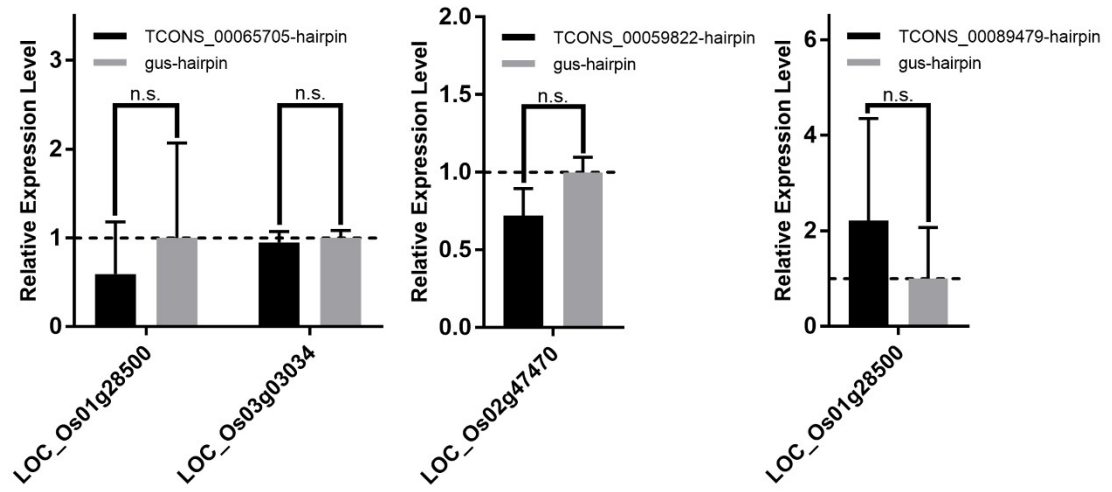 Relative Expression Level
3
2
1
0
TCONS_00065705-hairpin
gus-hairpin
n.s.
n.s.
LOC_Os01g28500
LOC_Os03g03034
Relative Expression Level
2.0
1.5
1.0
0.5
0.0
TCONS_00059822-hairpin
gus-hairpin
n.s.
LOC_Os02g47470
Relative Expression Level
6
4
2
0
TCONS_00089479-hairpin
gus-hairpin
n.s.
LOC_Os01g28500